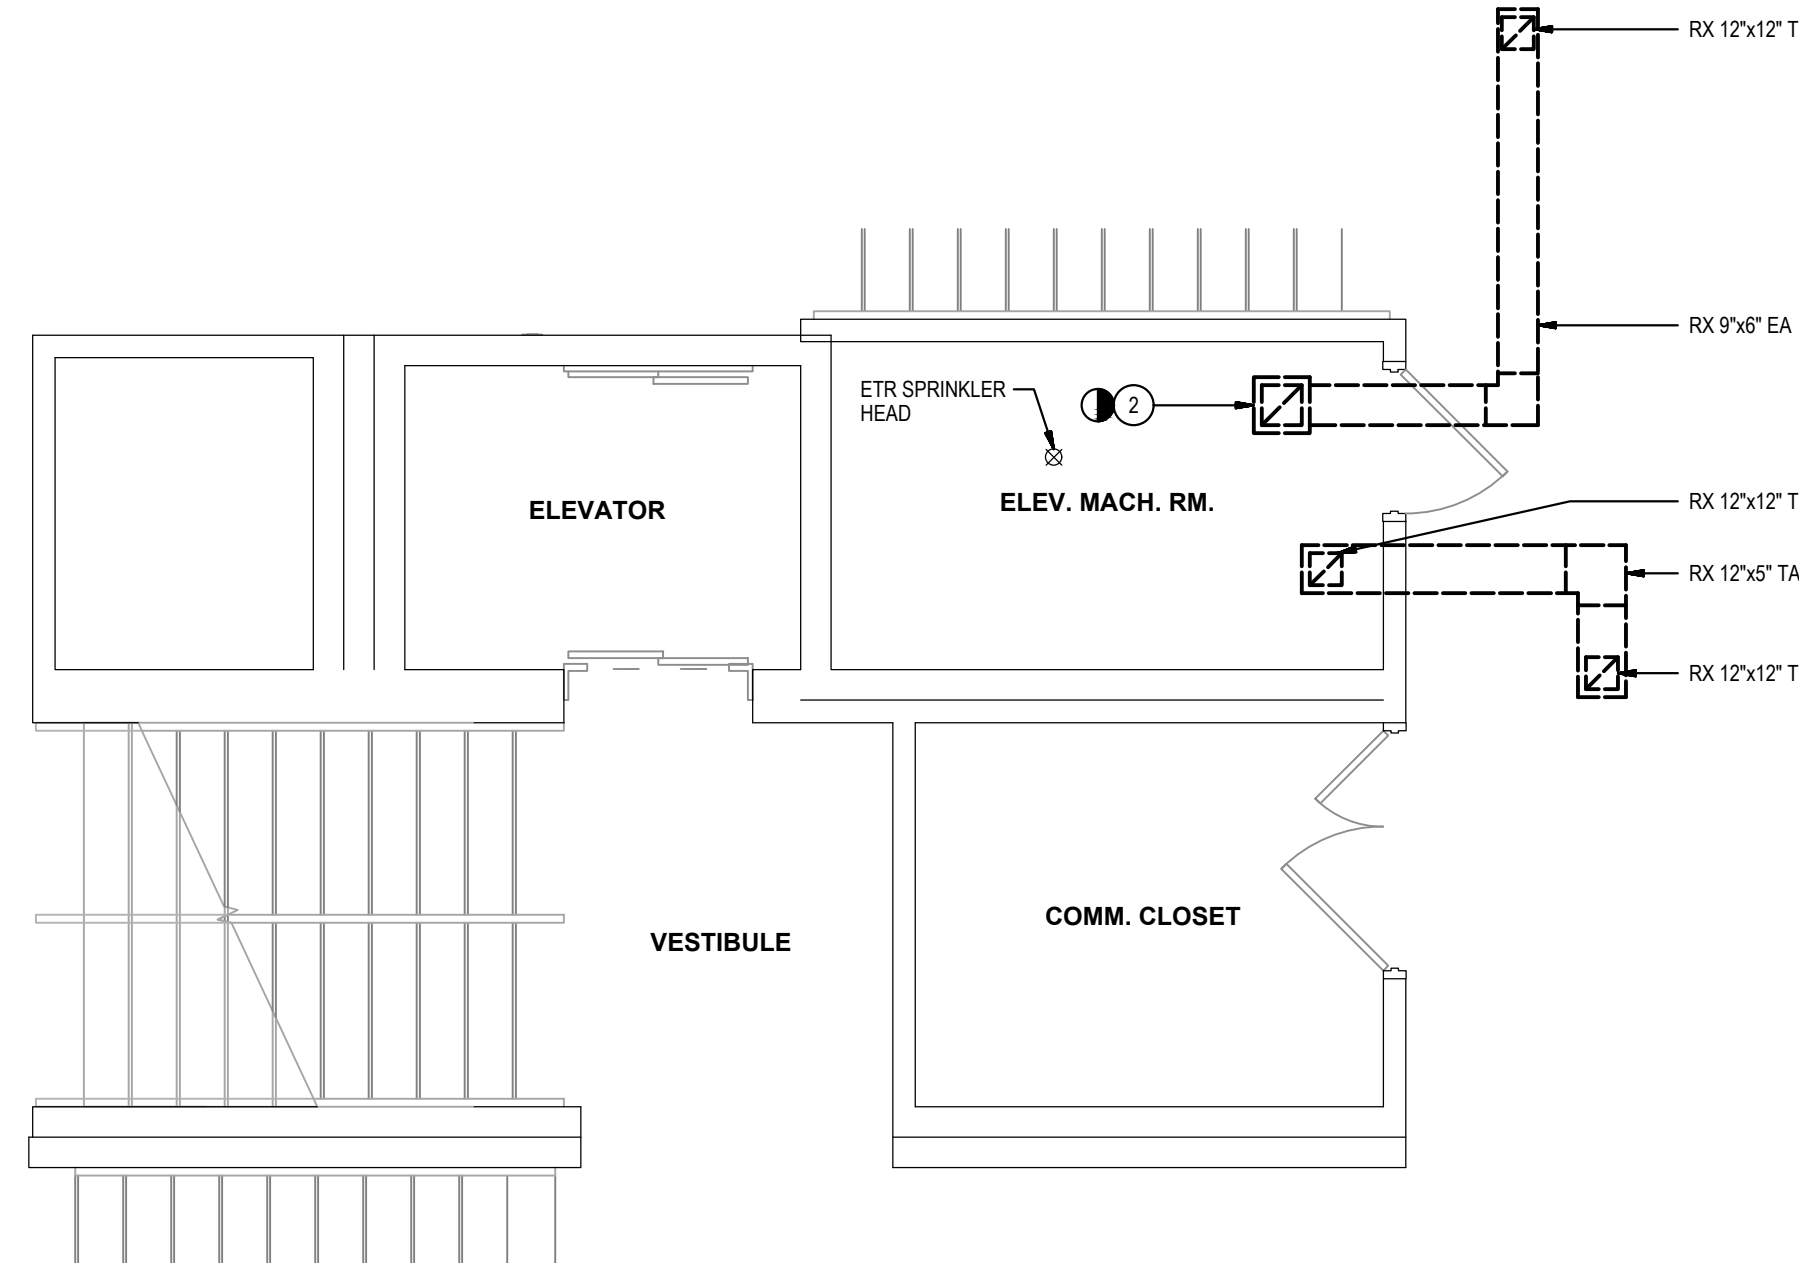 RX 12"x12" T
RX 9"x6" EA
ETR SPRINKLER
HEAD
2
ELEVATOR
ELEV. MACH. RM.
RX 12"x12" T
RX 12"x5" TA
RX 12"x12" T
COMM. CLOSET
VESTIBULE